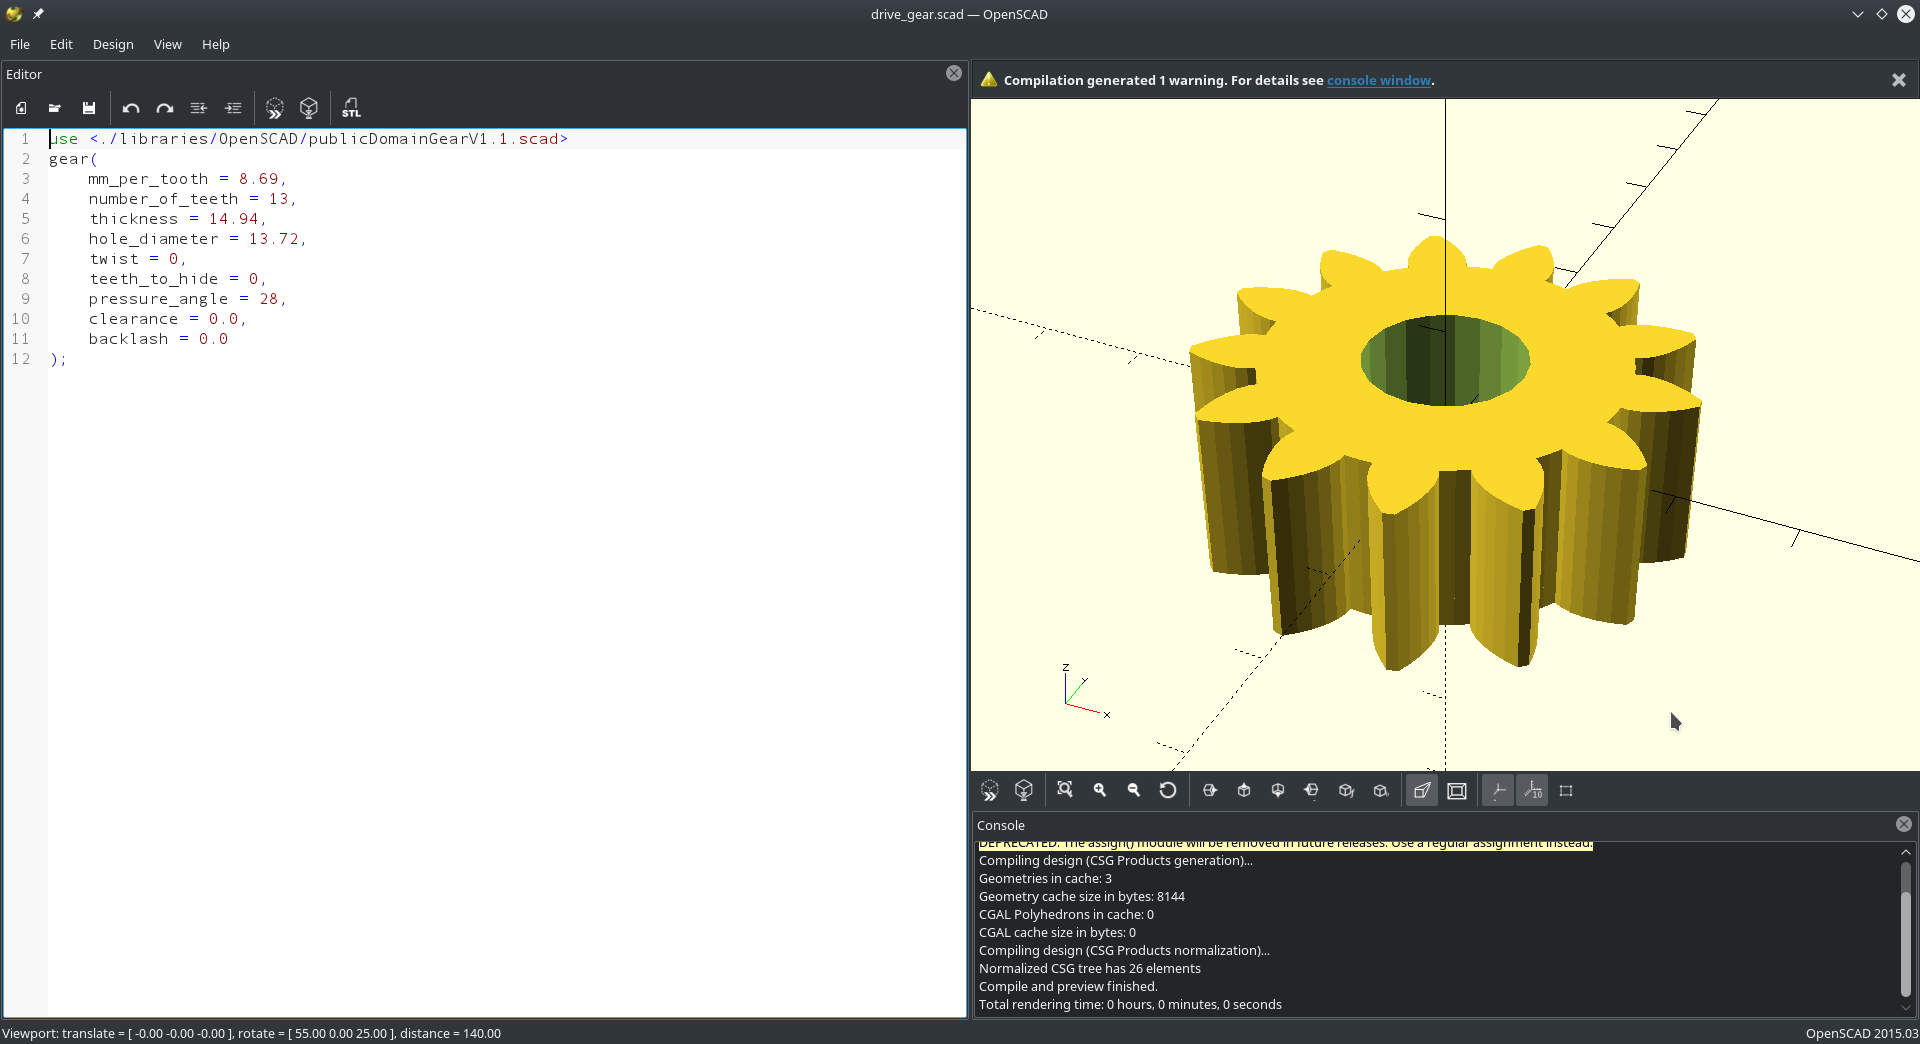 drive_gear.scad — OpenSCAD
File Edit Design View Help
Editor
STL
1 use <./libraries/OpenSCAD/publicDomainGearV1.1.scad>
2 gear(
3 mm_per_tooth = 8.69,
4 number_of_teeth = 13,
5 thickness = 14.94,
6 hole_diameter = 13.72,
7 twist = 0,
8 teeth_to_hide = 0,
9 pressure_angle = 28,
10 clearance = 0.0,
11 backlash = 0.0
12 );
Compilation generated 1 warning. For details see console window.
z
y
x
10
Console
DEPRECATED: The assign() module will be removed in future releases. Use a regular assignment instead.
Compiling design (CSG Products generation)...
Geometries in cache: 3
Geometry cache size in bytes: 8144
CGAL Polyhedrons in cache: 0
CGAL cache size in bytes: 0
Compiling design (CSG Products normalization)...
Normalized CSG tree has 26 elements
Compile and preview finished.
Total rendering time: 0 hours, 0 minutes, 0 seconds
Viewport: translate = [ -0.00 -0.00 -0.00 ], rotate = [ 55.00 0.00 25.00 ], distance = 140.00
OpenSCAD 2015.03